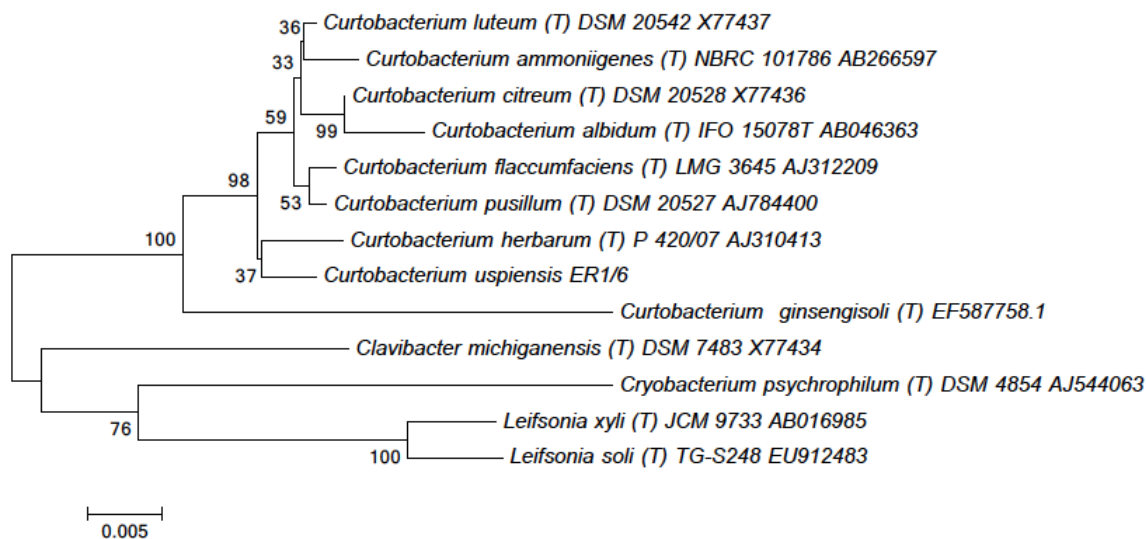 36
Curtobacterium luteum (T) DSM 20542 X77437
33
Curtobacterium ammoniigenes (T) NBRC 101786 AB266597
Curtobacterium citreum (T) DSM 20528 X77436
59
99
Curtobacterium albidum (T) IFO 15078T AB046363
Curtobacterium flaccumfaciens (T) LMG 3645 AJ312209
98
53
Curtobacterium pusillum (T) DSM 20527 AJ784400
100
Curtobacterium herbarum (T) P 420/07 AJ310413
37
Curtobacterium uspiensis ER1/6
Curtobacterium ginsengisoli (T) EF587758.1
Clavibacter michiganensis (T) DSM 7483 X77434
Cryobacterium psychrophilum (T) DSM 4854 AJ544063
76
Leifsonia xyli (T) JCM 9733 AB016985
100
Leifsonia soli (T) TG-S248 EU912483
0.005